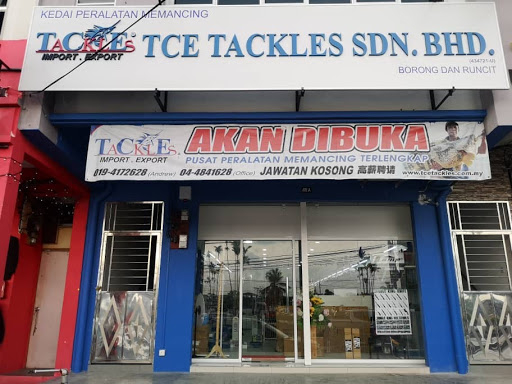 KEDAI PERALATAN MEMANCING
TACKLES
IMPORT . EXPORT
TCE TACKLES SDN. BHD.
BORONG DAN RUNCIT
TACKLES
IMPORT . EXPORT
AKAN DIBUKA
PUSAT PERALATAN MEMANCING TERLENGKAP
019-4172628 (Andrew) 04-4841628 (Office) JAWATAN KOSONG 高薪聘请 www.tcetackles.com.my